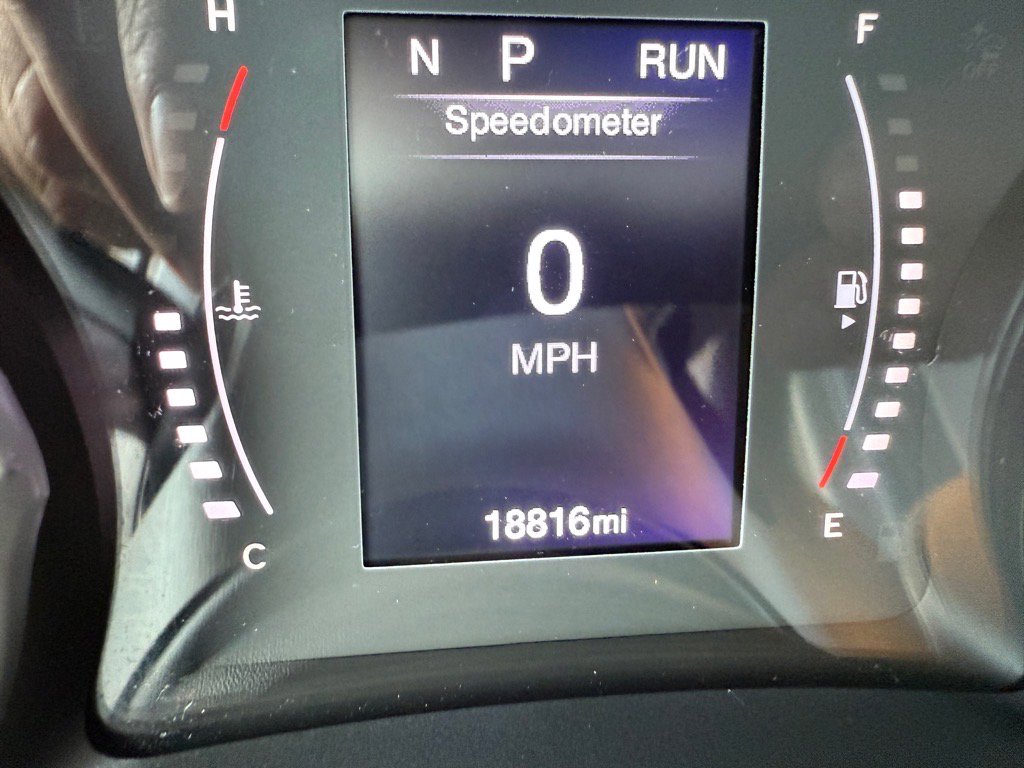 H
F
N P RUN
Speedometer
0
MPH
18816mi
E
C